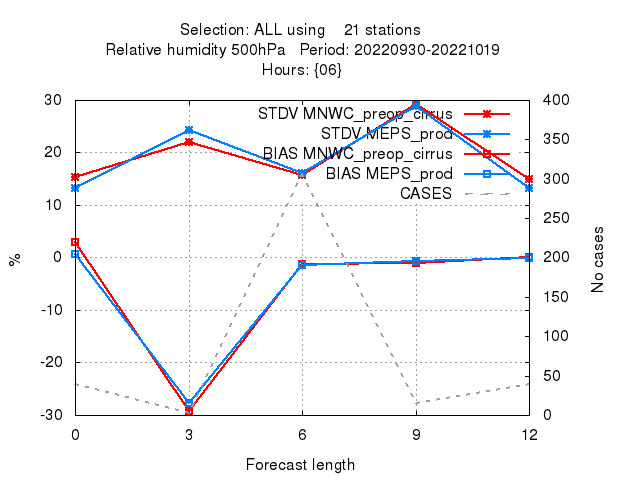 Selection: ALL using 21 stations
Relative humidity 500hPa Period: 20220930-20221019
Hours: {06}
STDV MNWC_preop_cirrus
STDV MEPS_prod
BIAS MNWC_preop_cirrus
BIAS MEPS_prod
CASES
30
20
10
0
-10
-20
-30
%
400
350
300
250
200
150
100
50
0
No cases
0 3 6 9 12
Forecast length